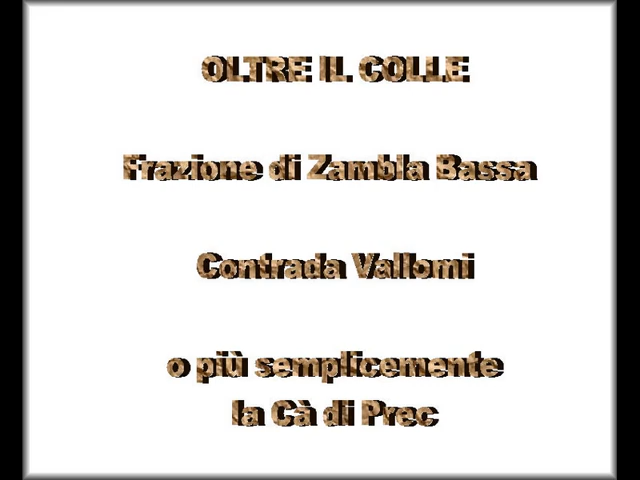 OLTRE IL COLLE
Frazione di Zambla Bassa
Contrada Vallomi
o più semplicemente
la Cà di Prec